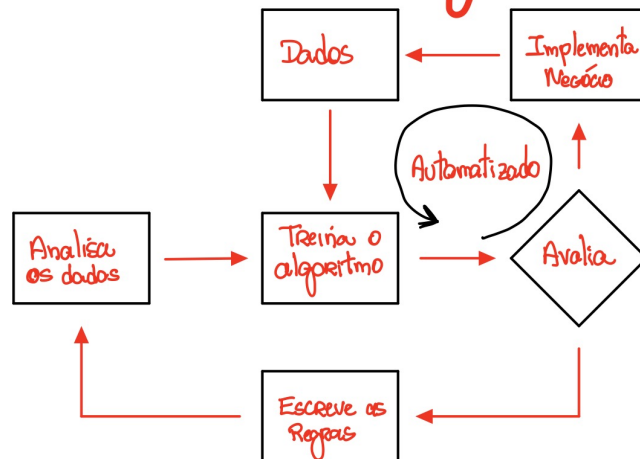 Dados
Implementa
Negócio
Automatizado
Analisa
os dados
Treina o
algoritmo
Avalia
Escreve as
Regras